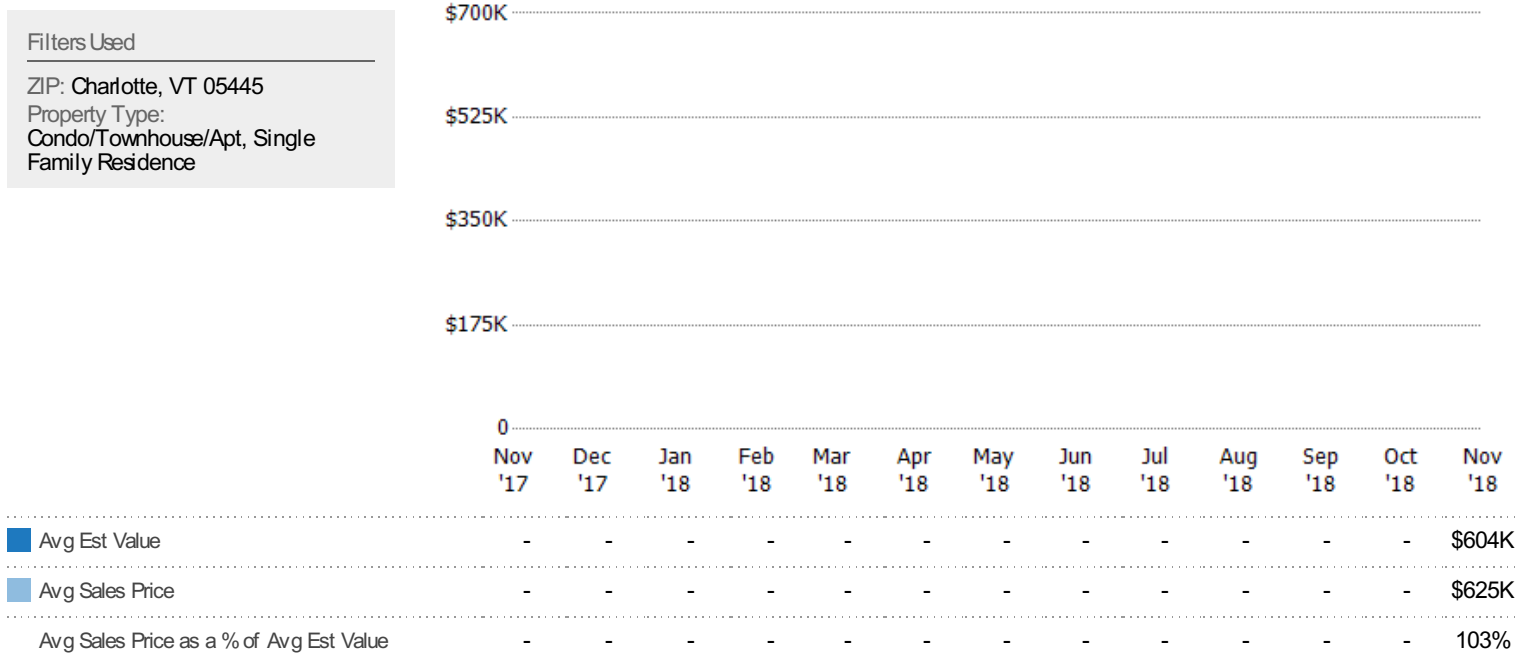 Filters Used
ZIP: Charlotte, VT 05445
Property Type:
Condo/Townhouse/Apt, Single
Family Residence
$700K
$525K
$350K
$175K
0
Nov Dec Jan Feb Mar Apr May Jun Jul Aug Sep Oct Nov
'17 '17 '18 '18 '18 '18 '18 '18 '18 '18 '18 '18 '18
Avg Est Value - - - - - - - - - - - - $604K
Avg Sales Price - - - - - - - - - - - - $625K
Avg Sales Price as a % of Avg Est Value - - - - - - - - - - - - 103%